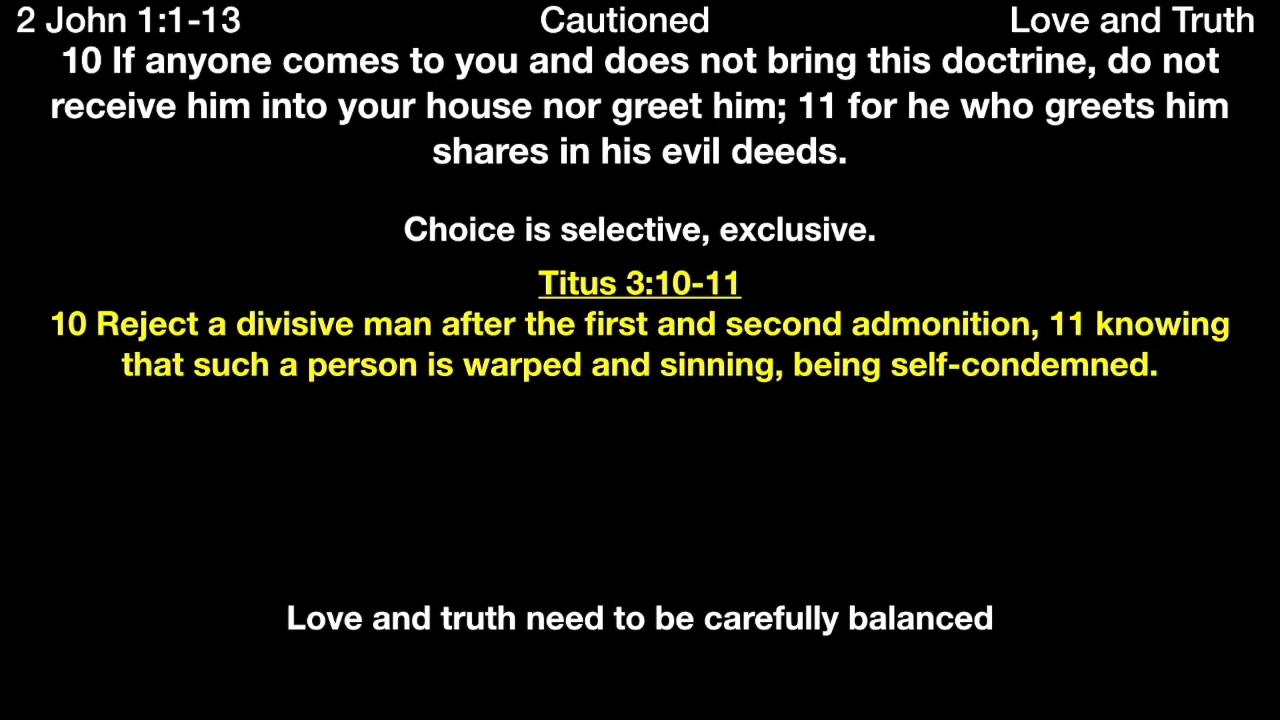 2 John 1:1-13 Cautioned Love and Truth
10 If anyone comes to you and does not bring this doctrine, do not
receive him into your house nor greet him; 11 for he who greets him
shares in his evil deeds.
Choice is selective, exclusive.
Titus 3:10-11
10 Reject a divisive man after the first and second admonition, 11 knowing
that such a person is warped and sinning, being self-condemned.
Love and truth need to be carefully balanced